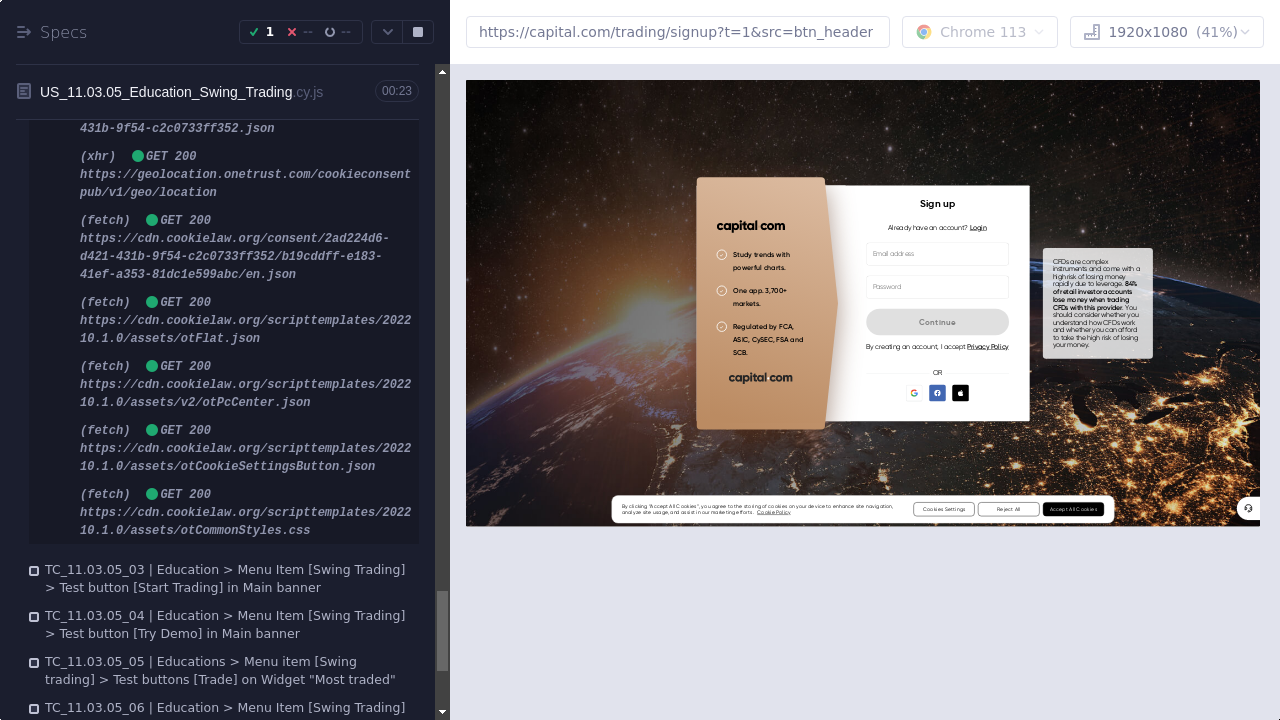 Specs
1
--
--
https://capital.com/trading/signup?t=1&src=btn_header
Chrome 113
1920x1080 (41%)
US_11.03.05_Education_Swing_Trading.cy.js
00:23
431b-9f54-c2c0733ff352.json
(xhr) GET 200
https://geolocation.onetrust.com/cookieconsent
pub/v1/geo/location
(fetch) GET 200
https://cdn.cookielaw.org/consent/2ad224d6-
d421-431b-9f54-c2c0733ff352/b19cddff-e183-
41ef-a353-81dc1e599abc/en.json
(fetch) GET 200
https://cdn.cookielaw.org/scripttemplates/2022
10.1.0/assets/otFlat.json
(fetch) GET 200
https://cdn.cookielaw.org/scripttemplates/2022
10.1.0/assets/v2/otPcCenter.json
(fetch) GET 200
https://cdn.cookielaw.org/scripttemplates/2022
10.1.0/assets/otCookieSettingsButton.json
(fetch) GET 200
https://cdn.cookielaw.org/scripttemplates/2022
10.1.0/assets/otCommonStyles.css
TC_11.03.05_03 | Education > Menu Item [Swing Trading]
> Test button [Start Trading] in Main banner
TC_11.03.05_04 | Education > Menu Item [Swing Trading]
> Test button [Try Demo] in Main banner
TC_11.03.05_05 | Educations > Menu item [Swing
trading] > Test buttons [Trade] on Widget "Most traded"
TC_11.03.05_06 | Education > Menu Item [Swing Trading]
capital com
Study trends with
powerful charts.
One app. 3,700+
markets.
Regulated by FCA,
ASIC, CySEC, FSA and
SCB.
capital com
Sign up
Already have an account? Login
Email address
Password
Continue
By creating an account, I accept Privacy Policy
OR
CFDs are complex
instruments and come with a
high risk of losing money
rapidly due to leverage. 84%
of retail investor accounts
lose money when trading
CFDs with this provider. You
should consider whether you
understand how CFDs work
and whether you can afford
to take the high risk of losing
your money.
By clicking "Accept All Cookies", you agree to the storing of cookies on your device to enhance site navigation,
analyze site usage, and assist in our marketing efforts. Cookie Policy
Cookies Settings
Reject All
Accept All Cookies